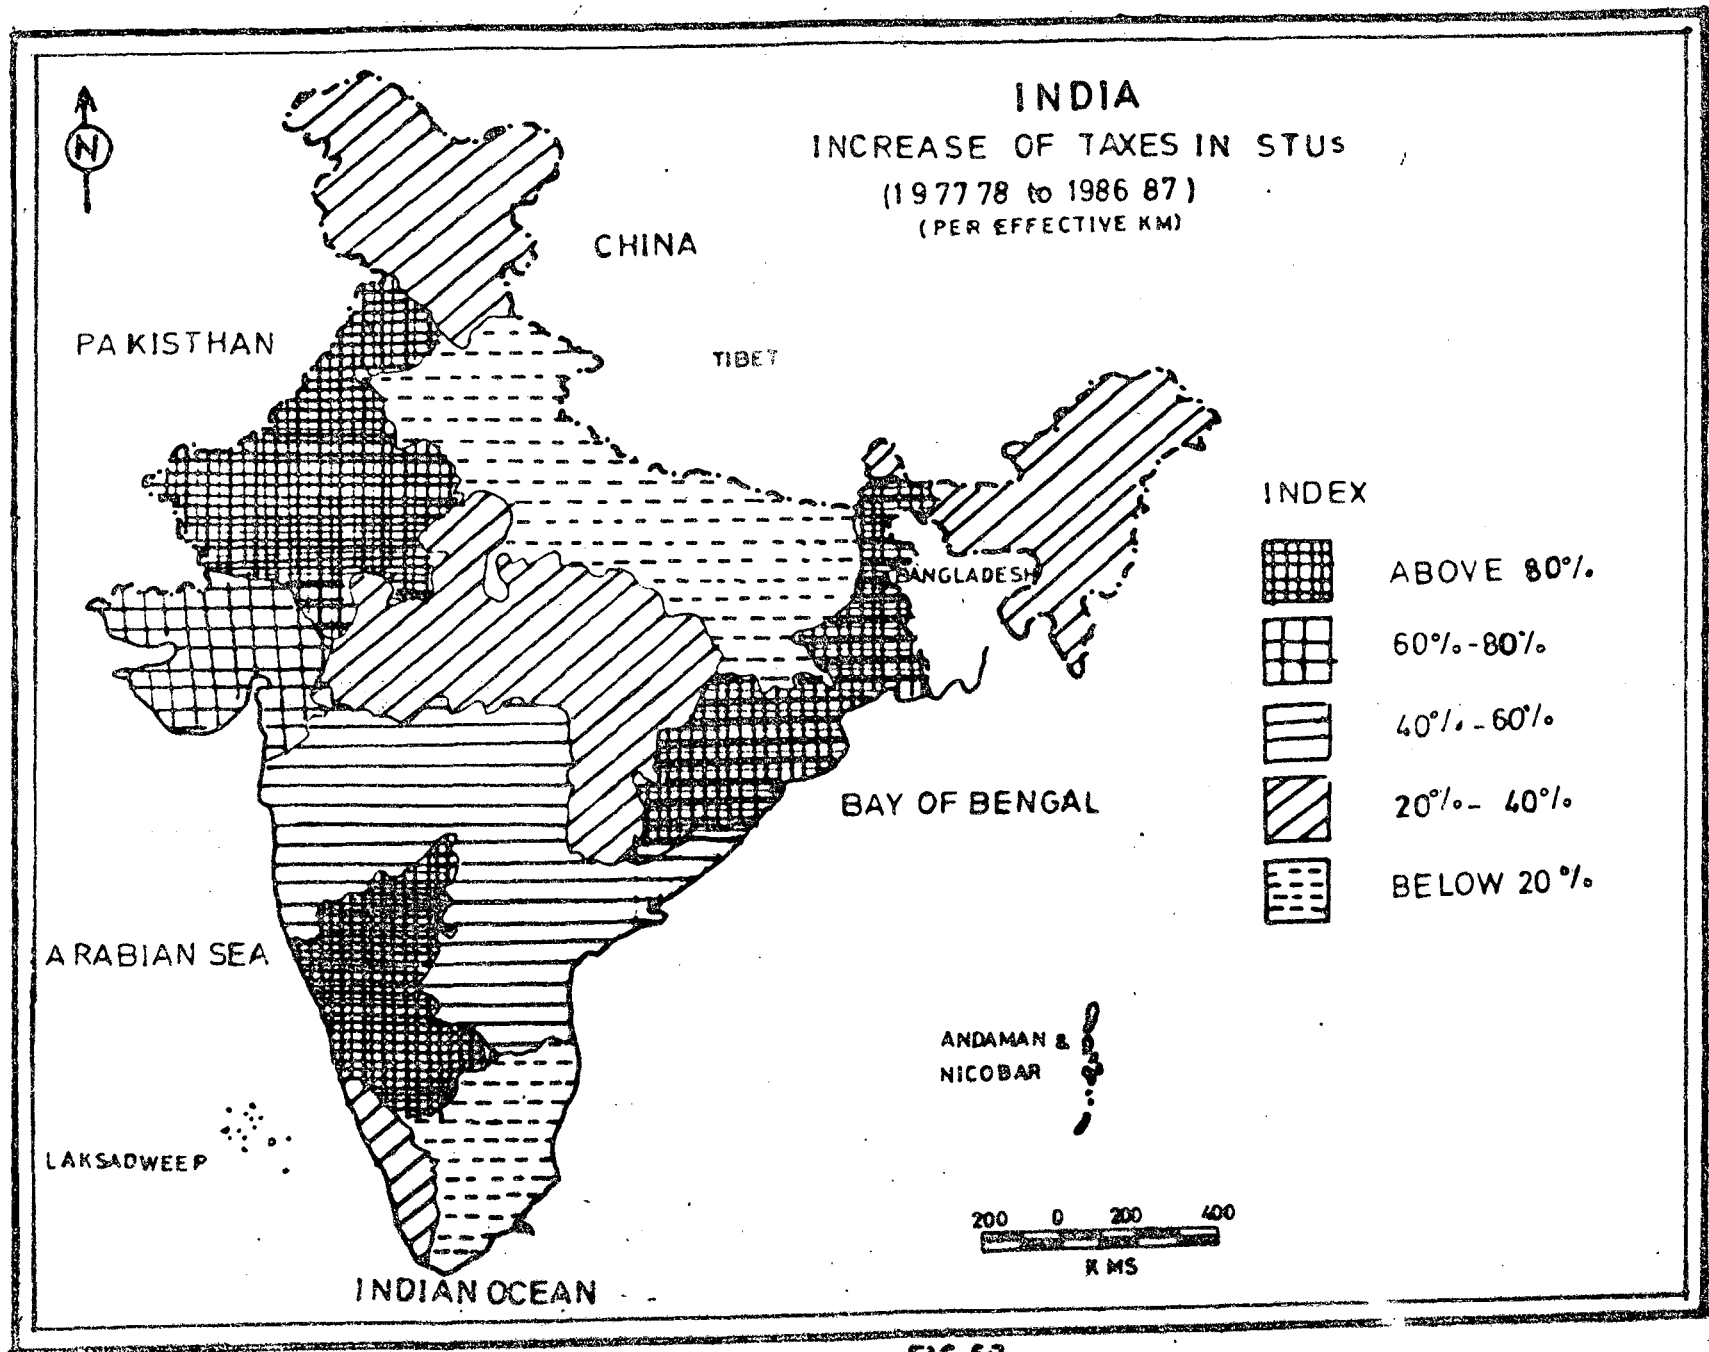 INDIA
INCREASE OF TAXES IN STUs
(1977 78 to 1986 87)
(PER EFFECTIVE KM)
N
CHINA
PAKISTHAN
TIBET
BANGLADESH
INDEX
ABOVE 80%
60%-80%
40%-60%
20%-40%
BELOW 20%
BAY OF BENGAL
ARABIAN SEA
ANDAMAN &
NICOBAR
LAKSADWEEP
200 0 200 400
KMS
INDIAN OCEAN